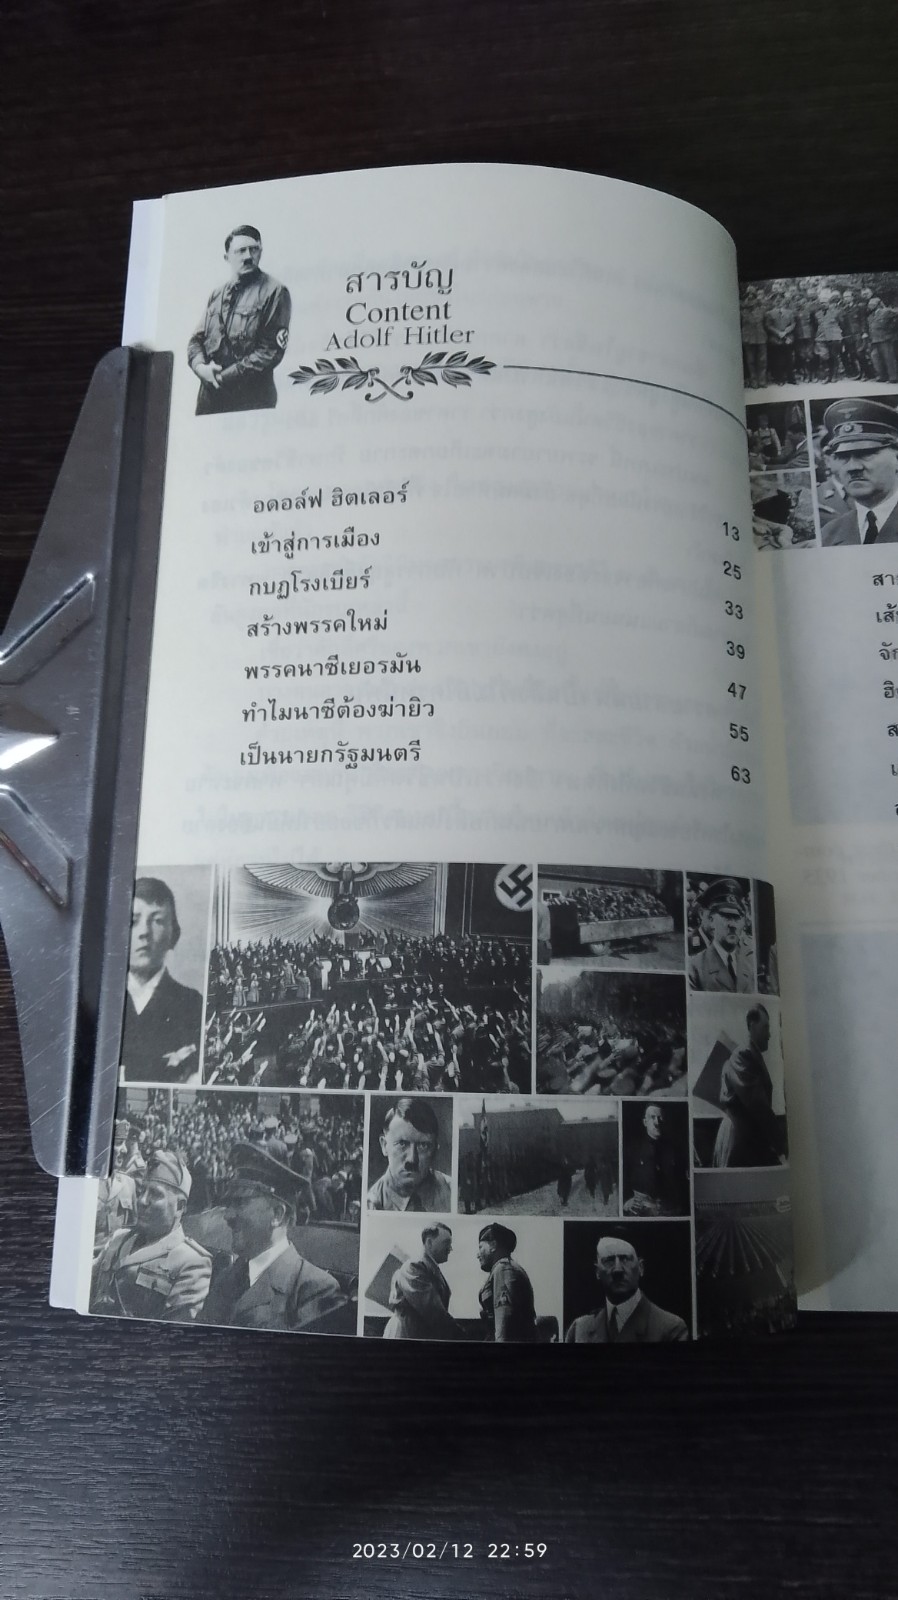 สารบัญ
Content
Adolf Hitler
อดอล์ฟ ฮิตเลอร์ 13
เข้าสู่การเมือง 25
กบฏโรงเบียร์ 33
สร้างพรรคใหม่ 39
พรรคนาซีเยอรมัน 47
ทำไมนาซีต้องฆ่ายิว 55
เป็นนายกรัฐมนตรี 63
2023/02/12 22:59